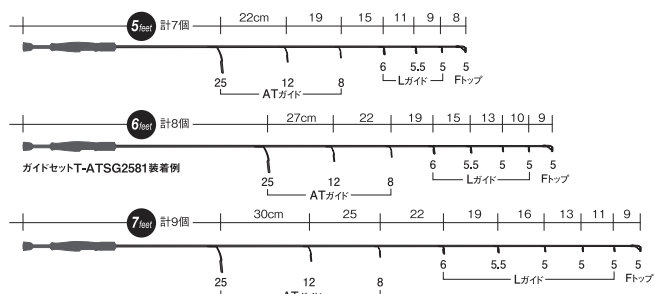 5feet 計7個 22cm 19 15 11 9 8
25 12 8 6 5.5 5 5
ATガイド Lガイド Fトップ
6feet 計8個 27cm 22 19 15 13 10 9
ガイドセットT-ATSG2581装着例
25 12 8 6 5.5 5 5 5
ATガイド Lガイド Fトップ
7feet 計9個 30cm 25 22 19 16 13 11 9
25 12 8 6 5.5 5 5 5 5
ATガイド Lガイド Fトップ